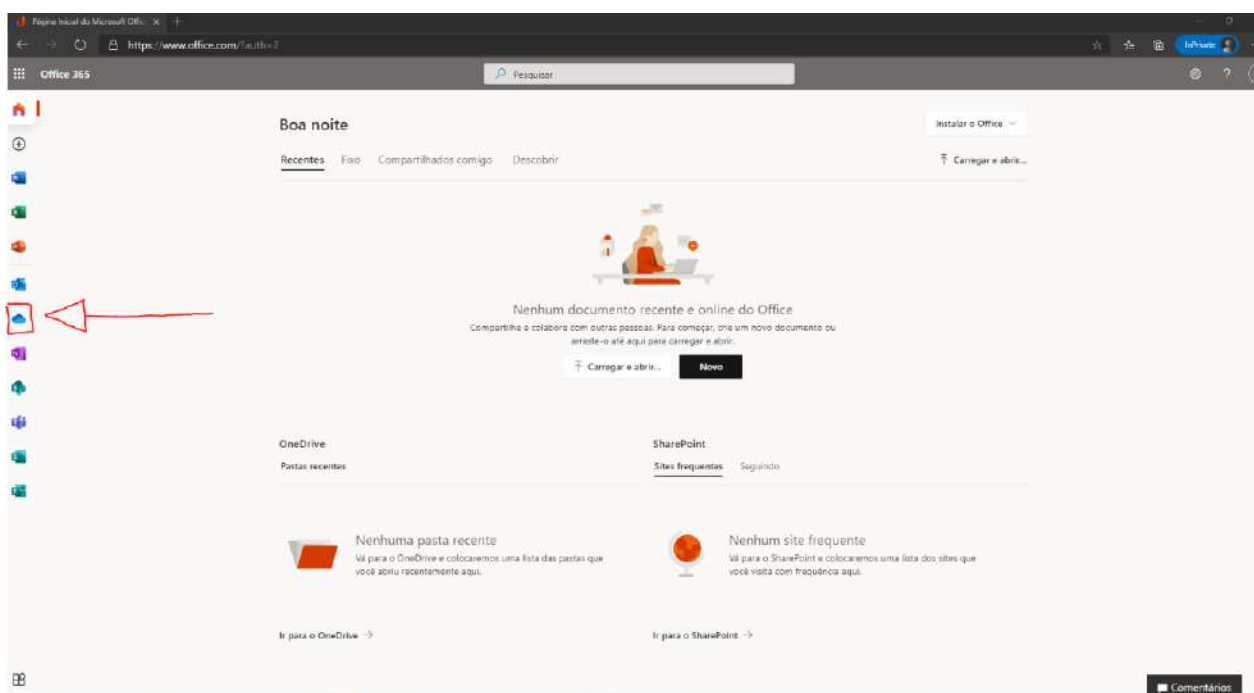 Página Inicial do Microsoft Offic
https://www.office.com/?auth=2
InPrivate
Office 365
Pesquisar
?
Boa noite
Instalar o Office
Recentes Fixo Compartilhados comigo Descobrir
Carregar e abrir...
Nenhum documento recente e online do Office
Compartilhe e colabore com outras pessoas. Para começar, crie um novo documento ou
arraste-o até aqui para carregar e abrir.
Carregar e abrir... Novo
OneDrive
Pastas recentes
SharePoint
Sites frequentes Seguindo
Nenhuma pasta recente
Vá para o OneDrive e colocaremos uma lista das pastas que
você abriu recentemente aqui.
Nenhum site frequente
Vá para o SharePoint e colocaremos uma lista dos sites que
você visita com frequência aqui.
Ir para o OneDrive →
Ir para o SharePoint →
Comentários